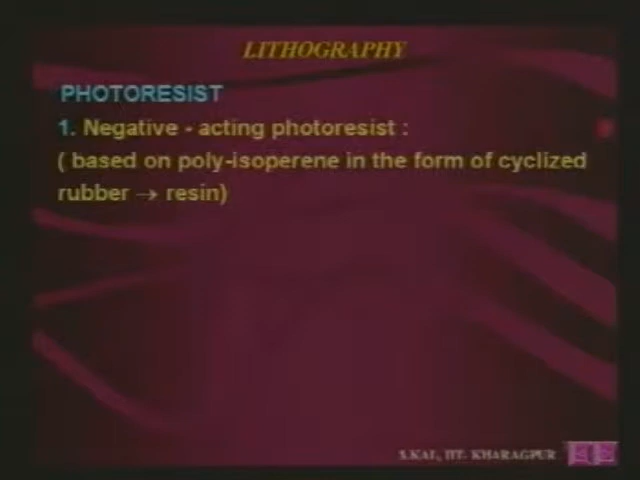 LITHOGRAPHY
PHOTORESIST
1. Negative - acting photoresist :
( based on poly-isoperene in the form of cyclized
rubber → resin)
S.KAL, IIT- KHARAGPUR